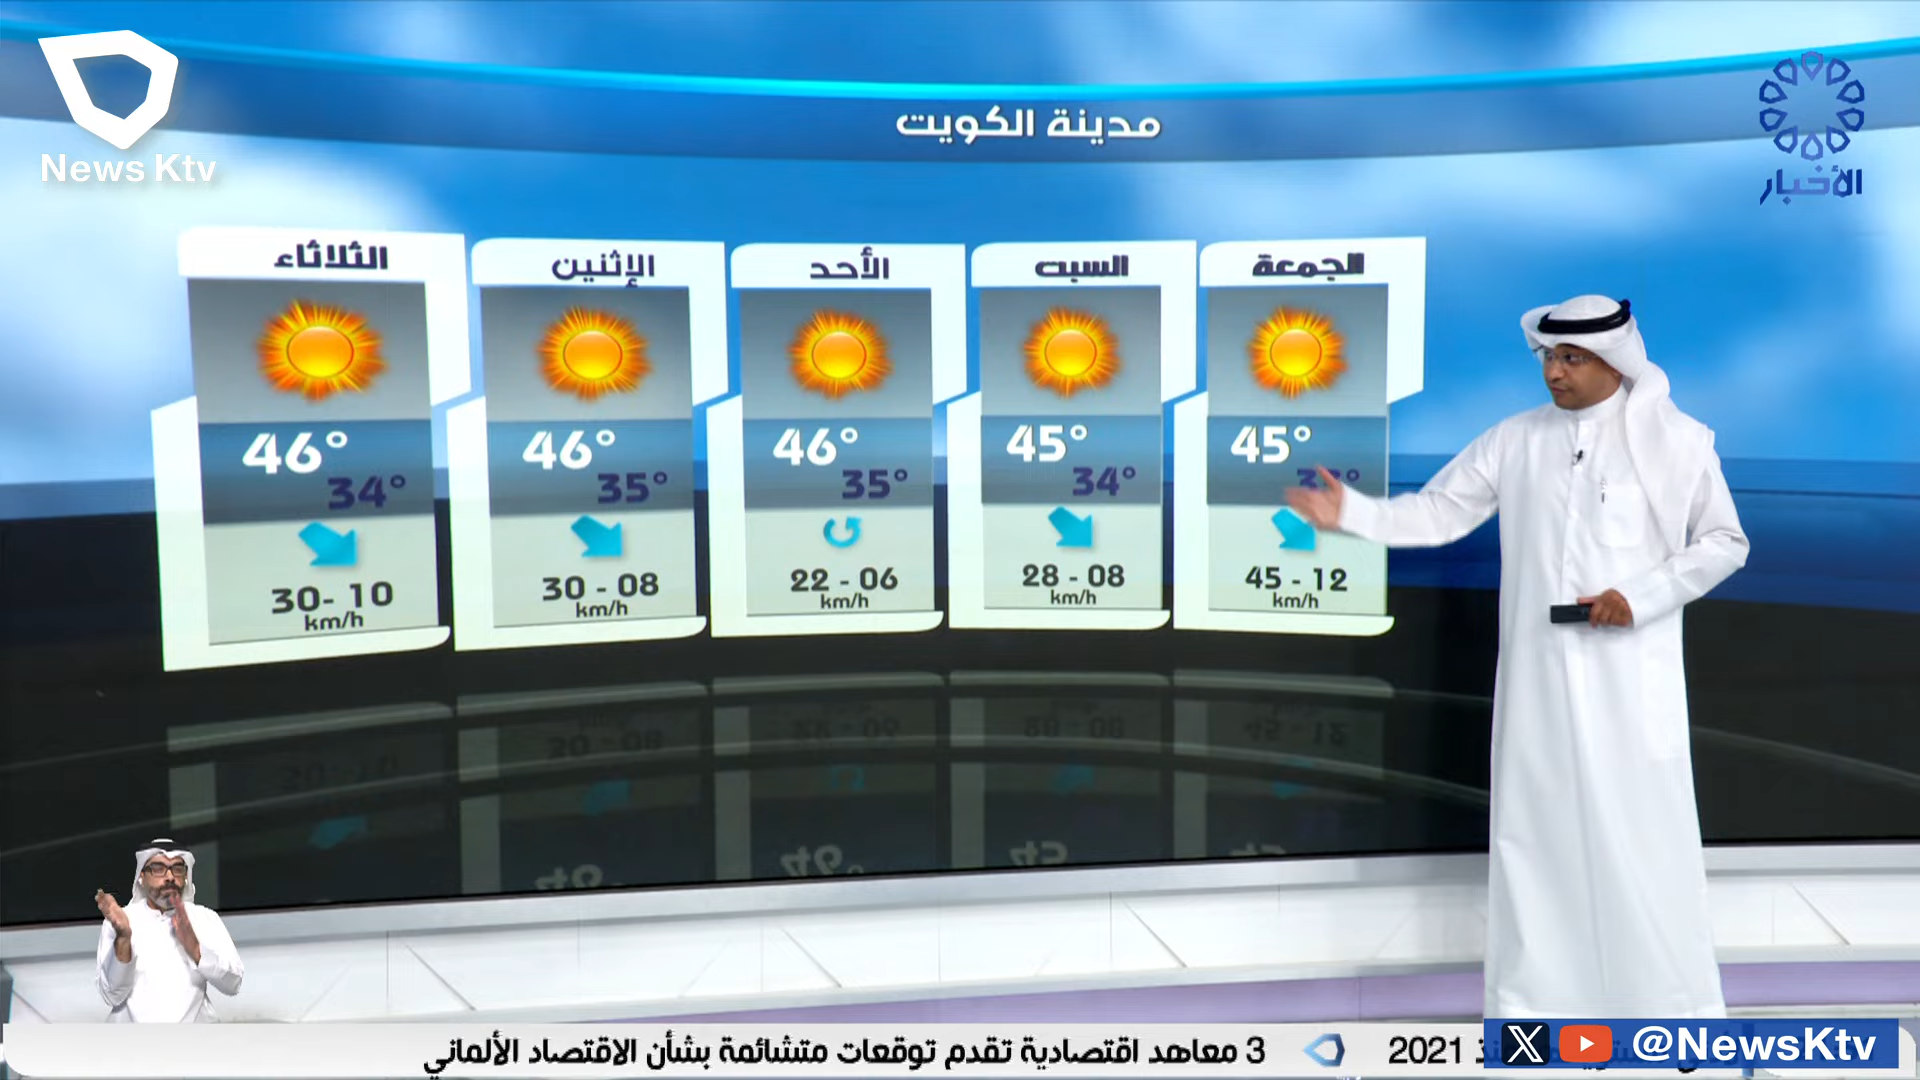 News Ktv
مدينة الكويت
الأخبار
الجمعة
السبت
الأحد
الإثنين
الثلاثاء
45°
45°
34°
46°
35°
46°
35°
46°
34°
45 - 12
km/h
28 - 08
km/h
22 - 06
km/h
30 - 08
km/h
30- 10
km/h
2021
3 معاهد اقتصادية تقدم توقعات متشائمة بشأن الاقتصاد الألماني
@NewsKtv